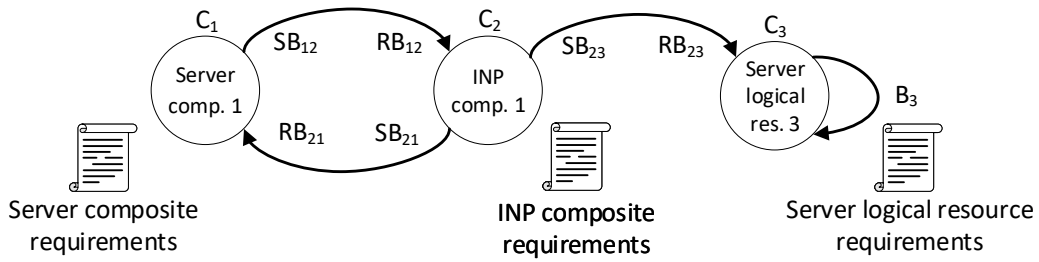 C₁
SB₁₂
RB₁₂
C₂
SB₂₃
RB₂₃
C₃
Server
comp. 1
INP
comp. 1
Server
logical
res. 3
B₃
RB₂₁
SB₂₁
Server composite
requirements
INP composite
requirements
Server logical resource
requirements